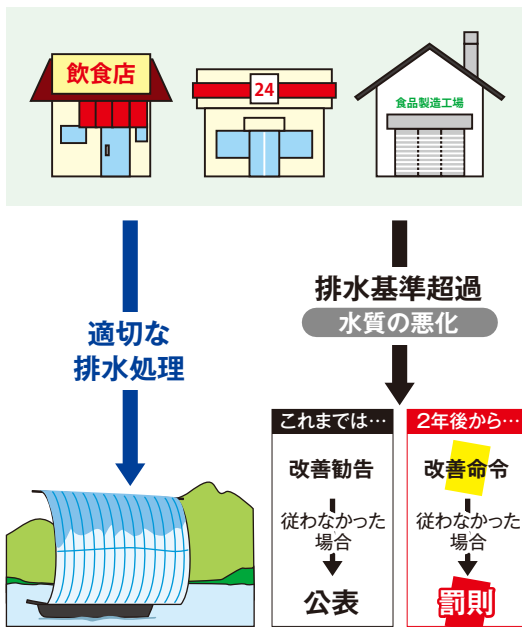 飲食店
24
食品製造工場
適切な
排水処理
排水基準超過
水質の悪化
これまでは…
改善勧告
従わなかった
場合
公表
2年後から…
改善命令
従わなかった
場合
罰則